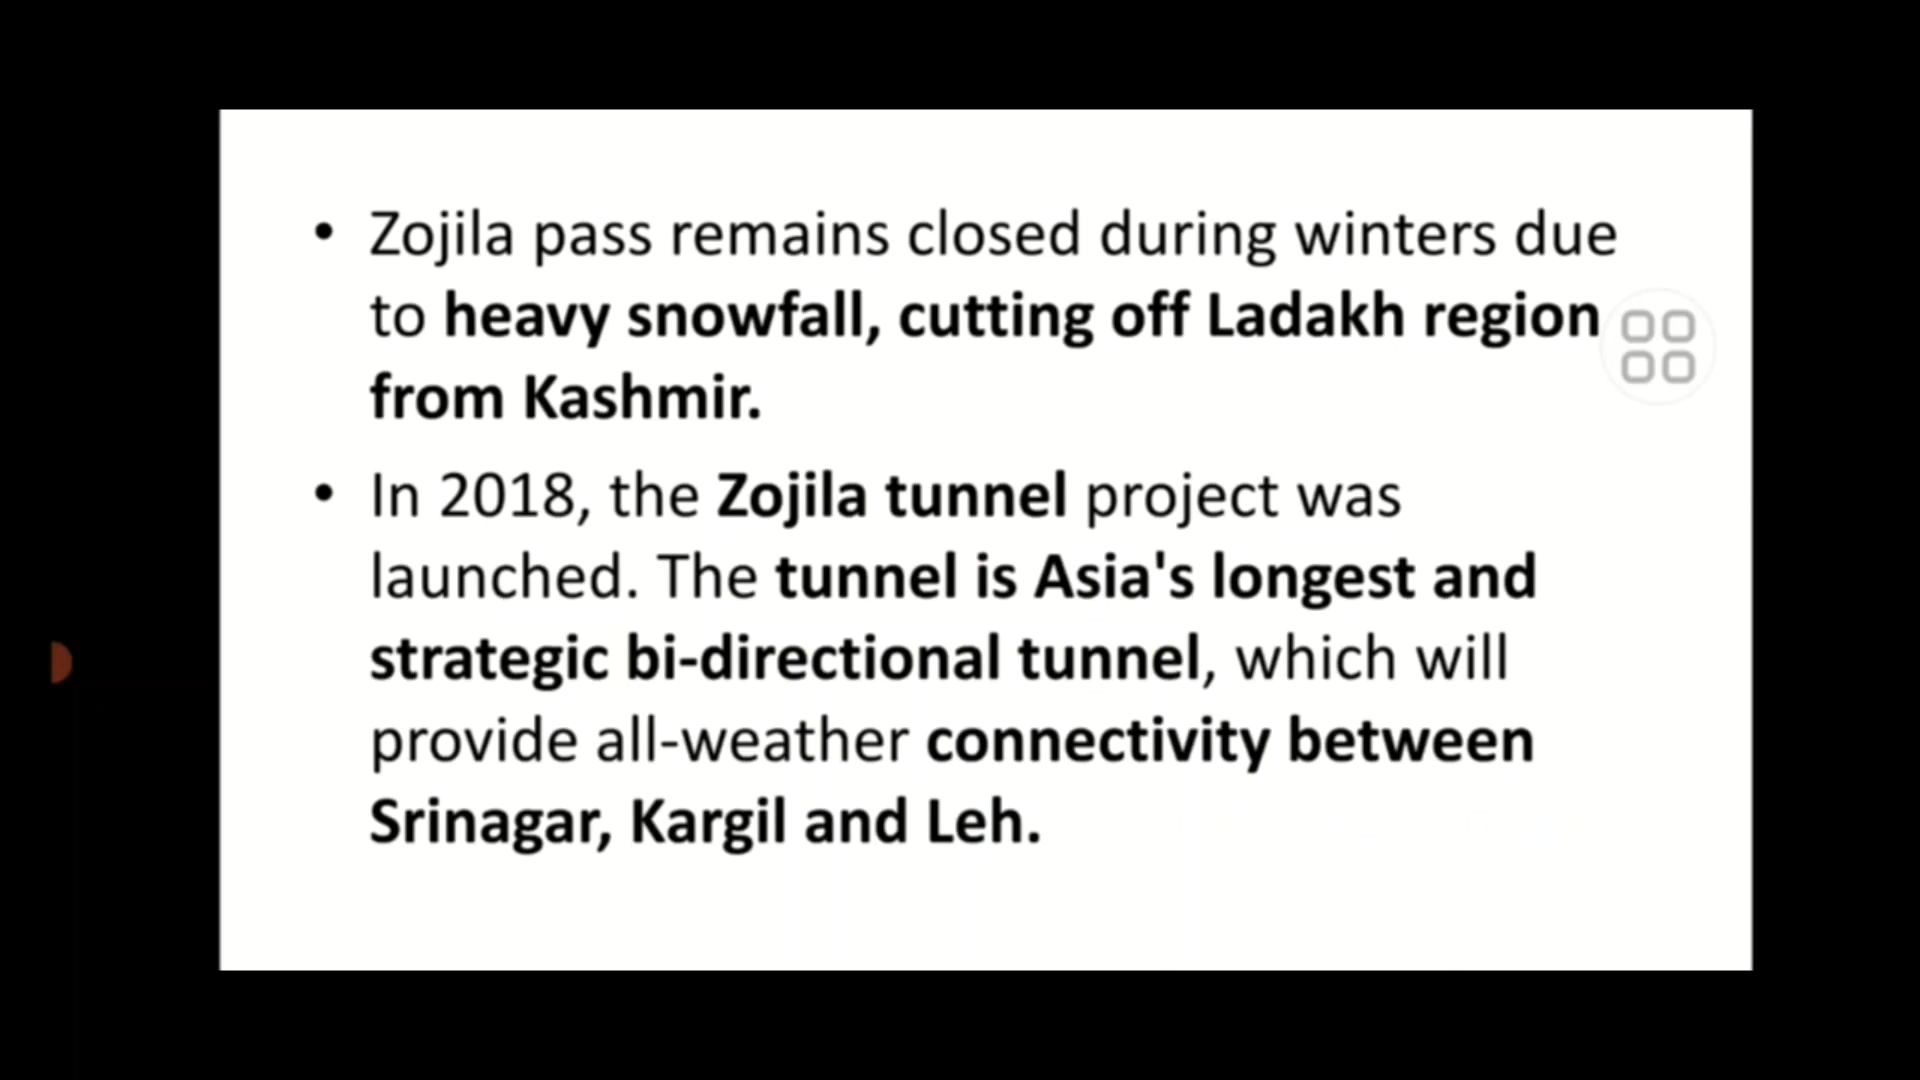 • Zojila pass remains closed during winters due
to heavy snowfall, cutting off Ladakh region
from Kashmir.
• In 2018, the Zojila tunnel project was
launched. The tunnel is Asia's longest and
strategic bi-directional tunnel, which will
provide all-weather connectivity between
Srinagar, Kargil and Leh.